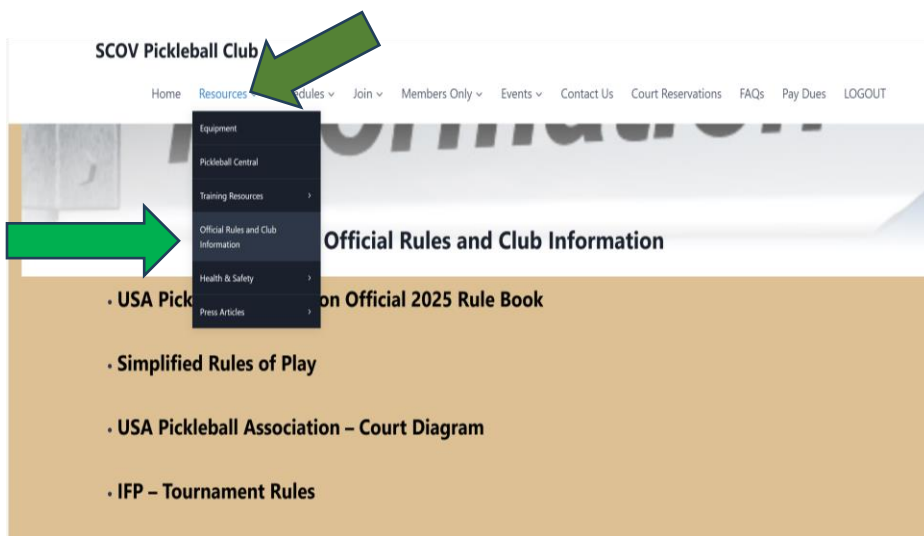 SCOV Pickleball Club
Home Resources Join Members Only Events Contact Us Court Reservations FAQs Pay Dues LOGOUT
Equipment
Pickleball Central
Training Resources
Official Rules and Club
Information
Health & Safety
Press Articles
Official Rules and Club Information
• USA Pick on Official 2025 Rule Book
• Simplified Rules of Play
• USA Pickleball Association – Court Diagram
• IFP – Tournament Rules